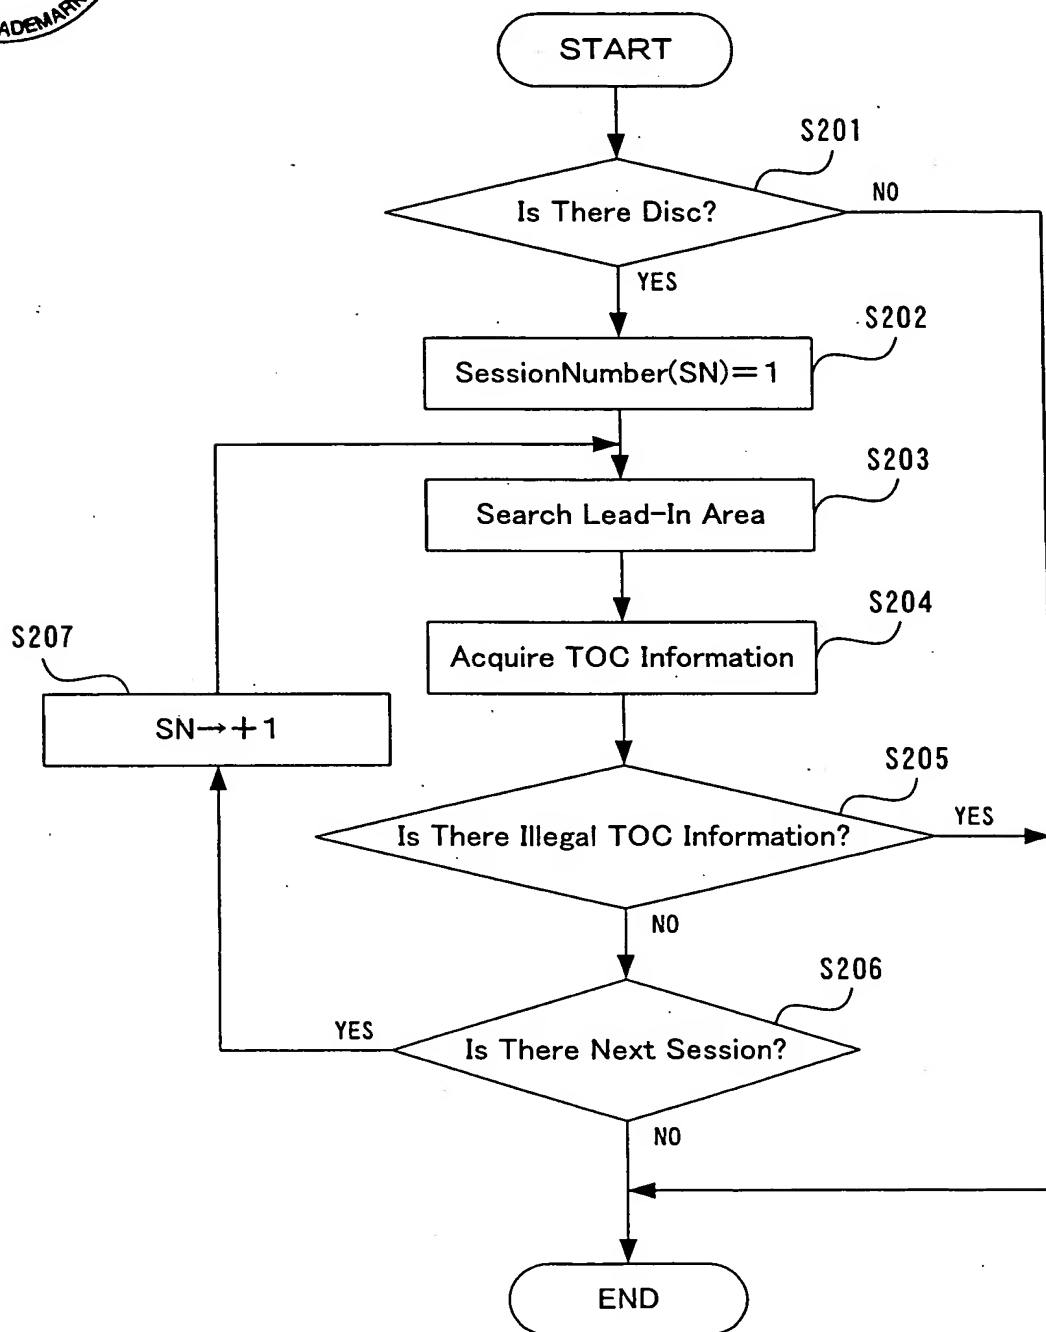 ADEMARK
START
S201
Is There Disc?
NO
YES
S202
SessionNumber(SN)=1
S203
Search Lead-In Area
S204
Acquire TOC Information
S207
SN→+1
S205
Is There Illegal TOC Information?
YES
NO
S206
YES
Is There Next Session?
NO
END